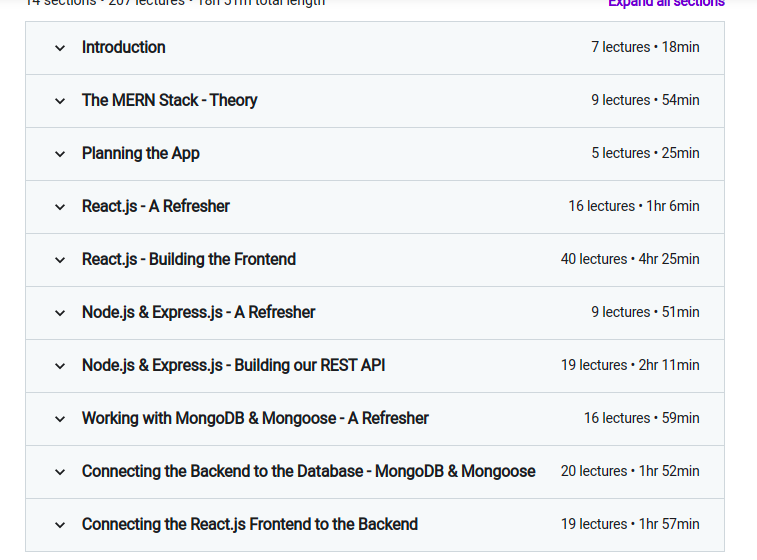 14 sections • 207 lectures • 18h 51m total length
Expand all sections
Introduction 7 lectures • 18min
The MERN Stack - Theory 9 lectures • 54min
Planning the App 5 lectures • 25min
React.js - A Refresher 16 lectures • 1hr 6min
React.js - Building the Frontend 40 lectures • 4hr 25min
Node.js & Express.js - A Refresher 9 lectures • 51min
Node.js & Express.js - Building our REST API 19 lectures • 2hr 11min
Working with MongoDB & Mongoose - A Refresher 16 lectures • 59min
Connecting the Backend to the Database - MongoDB & Mongoose 20 lectures • 1hr 52min
Connecting the React.js Frontend to the Backend 19 lectures • 1hr 57min